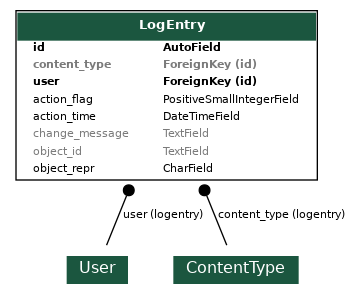 LogEntry
id AutoField
content_type ForeignKey (id)
user ForeignKey (id)
action_flag PositiveSmallIntegerField
action_time DateTimeField
change_message TextField
object_id TextField
object_repr CharField
user (logentry) content_type (logentry)
User ContentType